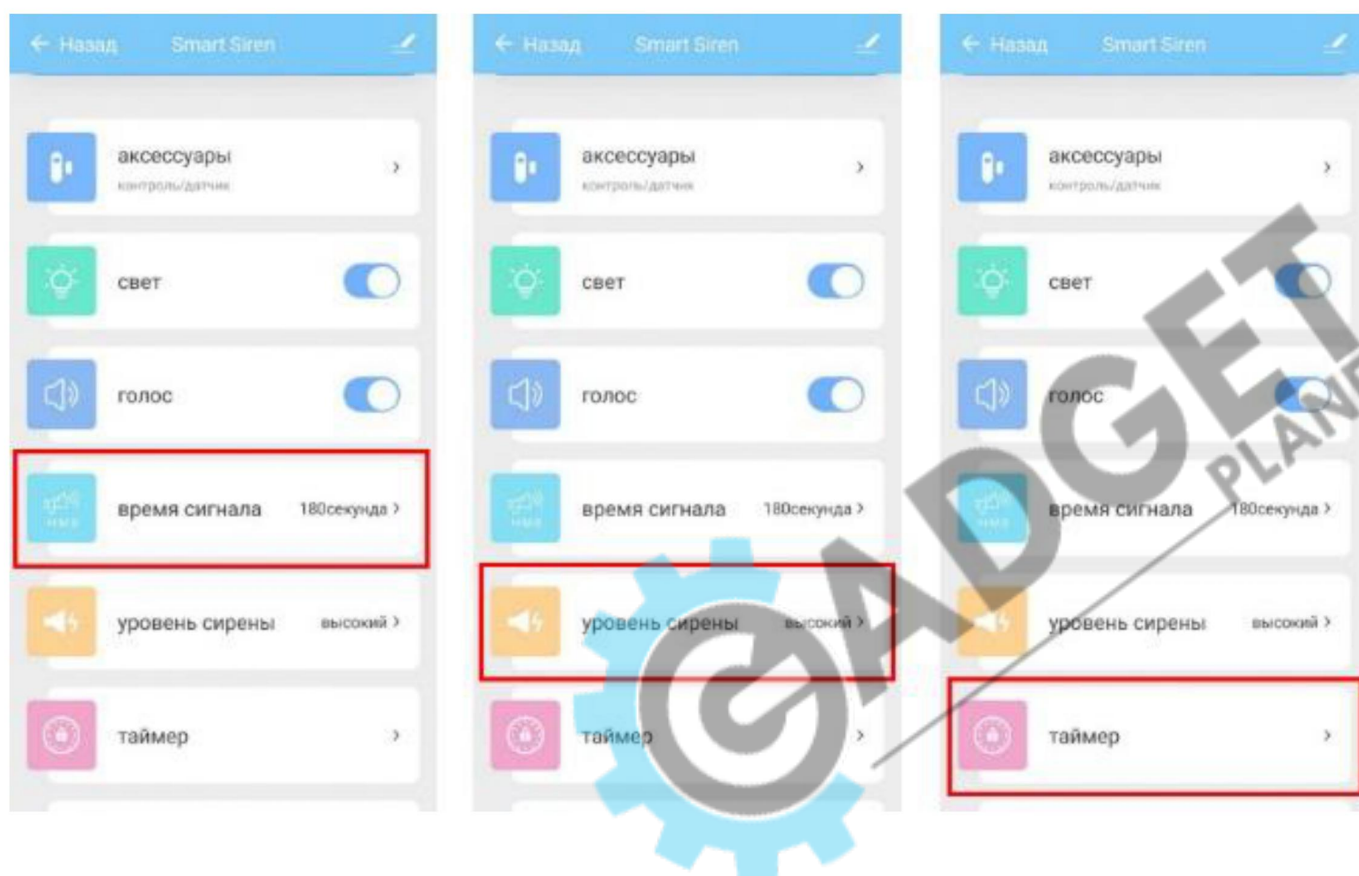 ← Назад Smart Siren
аксессуары
контроль/датчик
свет
голос
время сигнала 180секунда >
уровень сирены высокий >
таймер >
← Назад Smart Siren
аксессуары
контроль/датчик
свет
голос
время сигнала 180секунда >
уровень сирены высокий >
таймер >
← Назад Smart Siren
аксессуары
контроль/датчик
свет
голос
время сигнала 180секунда >
уровень сирены высокий >
таймер >
GADGET
PLANE